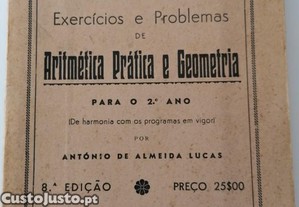 Exercícios e Problemas
DE
Aritmética Prática e Geometria
PARA O 2.º ANO
(De harmonia com os programas em vigor)
POR
ANTÓNIO DE ALMEIDA LUCAS
8.ª EDIÇÃO PREÇO 25$00
CustoJusto.pt